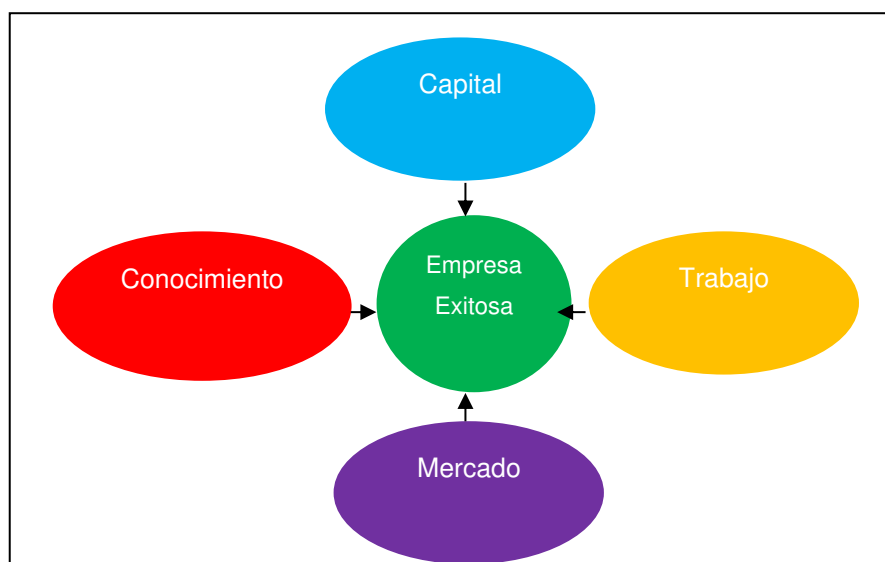 Capital
Conocimiento
Empresa
Exitosa
Trabajo
Mercado